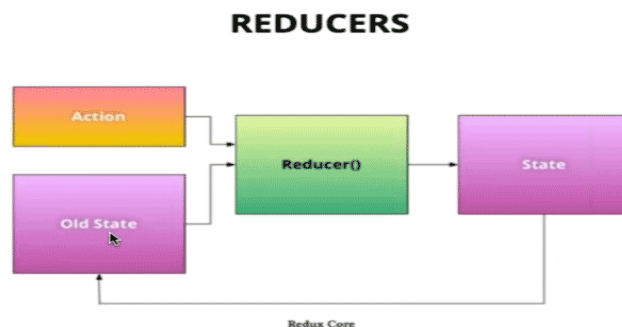 REDUCERS
Action
Reducer()
State
Old State
Redux Core